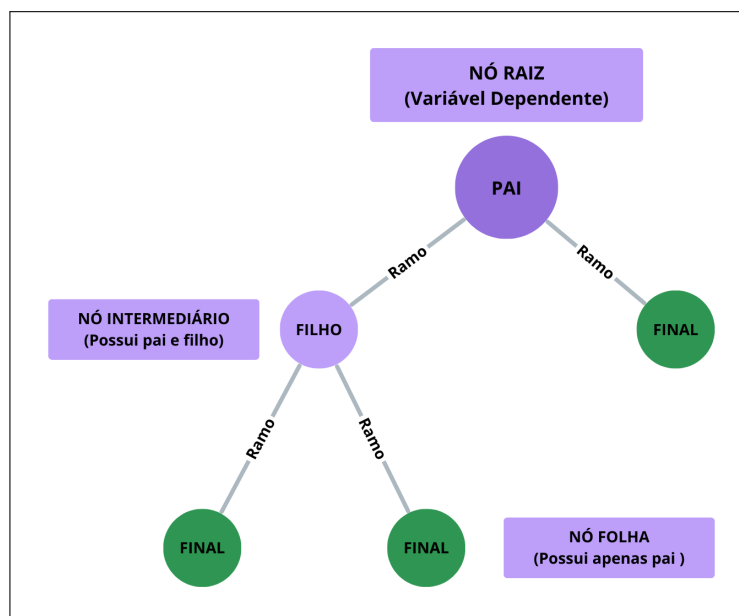 NÓ RAIZ
(Variável Dependente)
PAI
Ramo
Ramo
NÓ INTERMEDIÁRIO
(Possui pai e filho)
FILHO
FINAL
Ramo
Ramo
FINAL
FINAL
NÓ FOLHA
(Possui apenas pai )